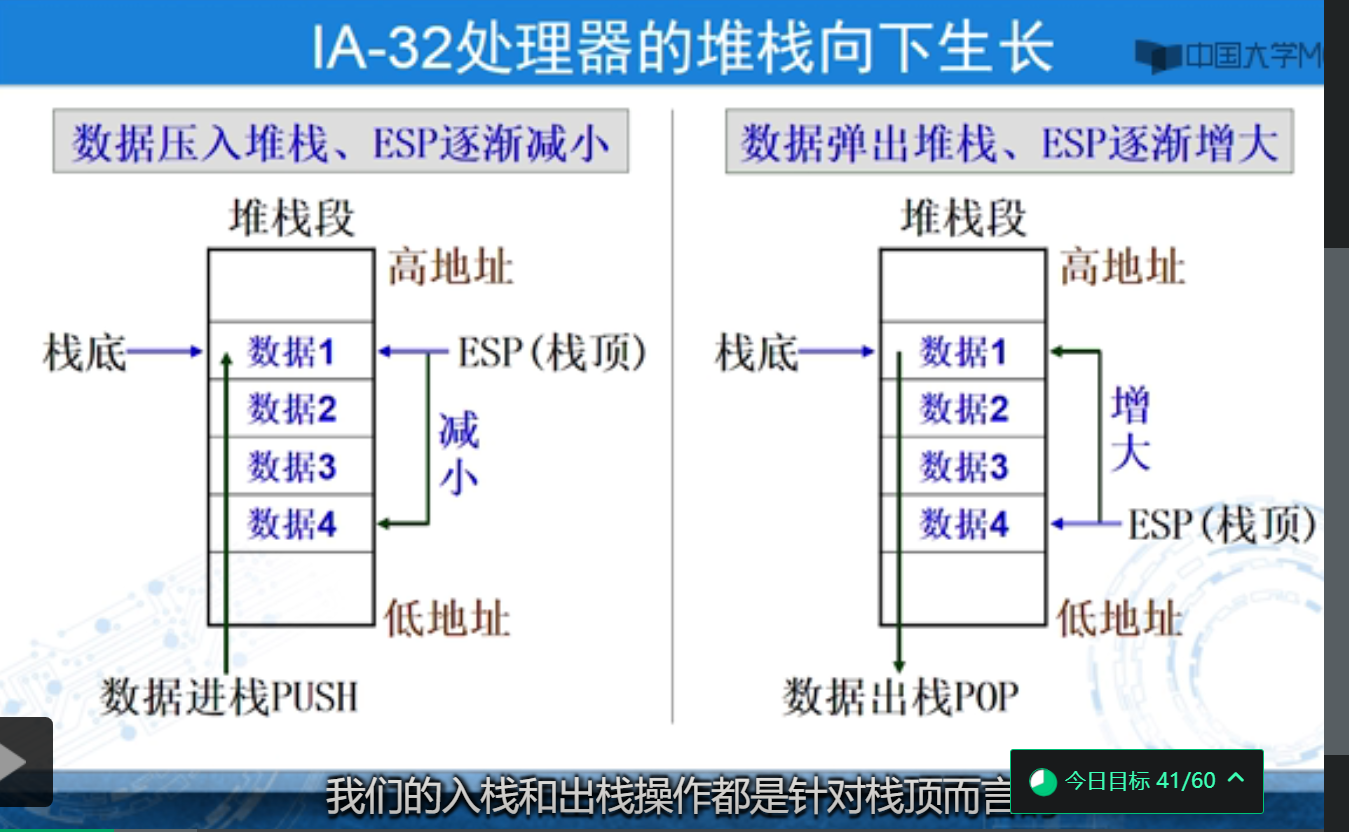 IA-32处理器的堆栈向下生长
中国大学M
数据压入堆栈、ESP逐渐减小
数据弹出堆栈、ESP逐渐增大
堆栈段
高地址
栈底
数据1
ESP(栈顶)
数据2
减小
数据3
数据4
低地址
数据进栈PUSH
堆栈段
高地址
栈底
数据1
数据2
增大
数据3
数据4
ESP(栈顶)
低地址
数据出栈POP
我们的入栈和出栈操作都是针对栈顶而言
今日目标 41/60